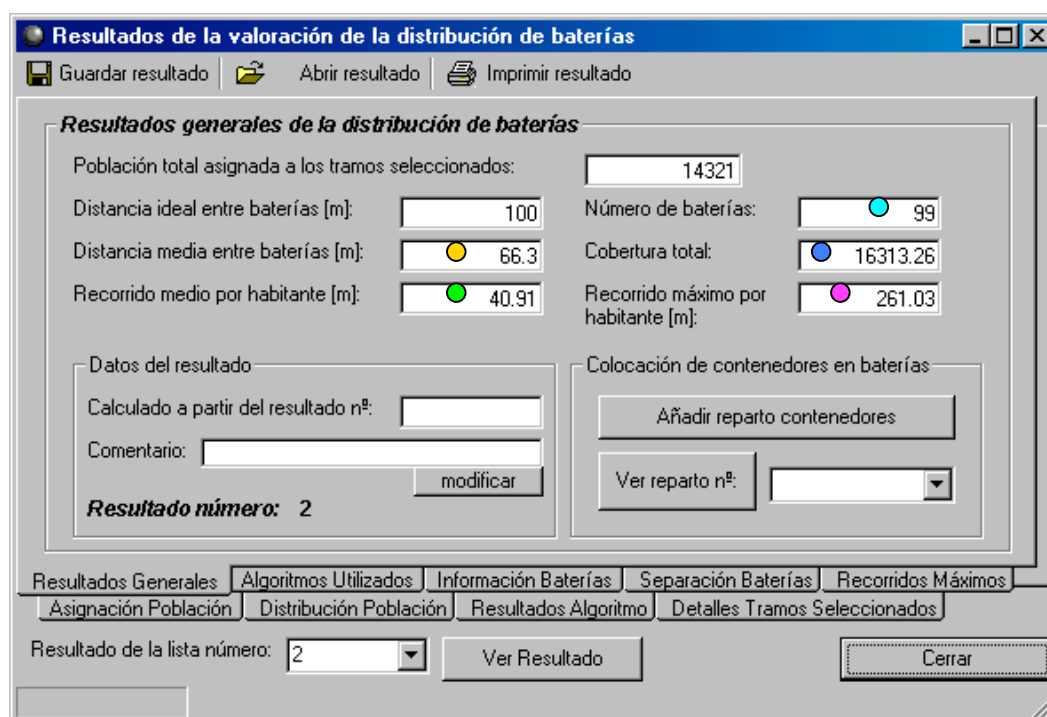 Resultados de la valoración de la distribución de baterías
Guardar resultado Abrir resultado Imprimir resultado
Resultados generales de la distribución de baterías
Población total asignada a los tramos seleccionados: 14321
Distancia ideal entre baterías [m]: 100 Número de baterías: 99
Distancia media entre baterías [m]: 66.3 Cobertura total: 16313.26
Recorrido medio por habitante [m]: 40.91 Recorrido máximo por habitante [m]: 261.03
Datos del resultado
Calculado a partir del resultado nº:
Comentario:
modificar
Resultado número: 2
Colocación de contenedores en baterías
Añadir reparto contenedores
Ver reparto nº:
Resultados Generales Algoritmos Utilizados Información Baterías Separación Baterías Recorridos Máximos
Asignación Población Distribución Población Resultados Algoritmo Detalles Tramos Seleccionados
Resultado de la lista número: 2 Ver Resultado Cerrar